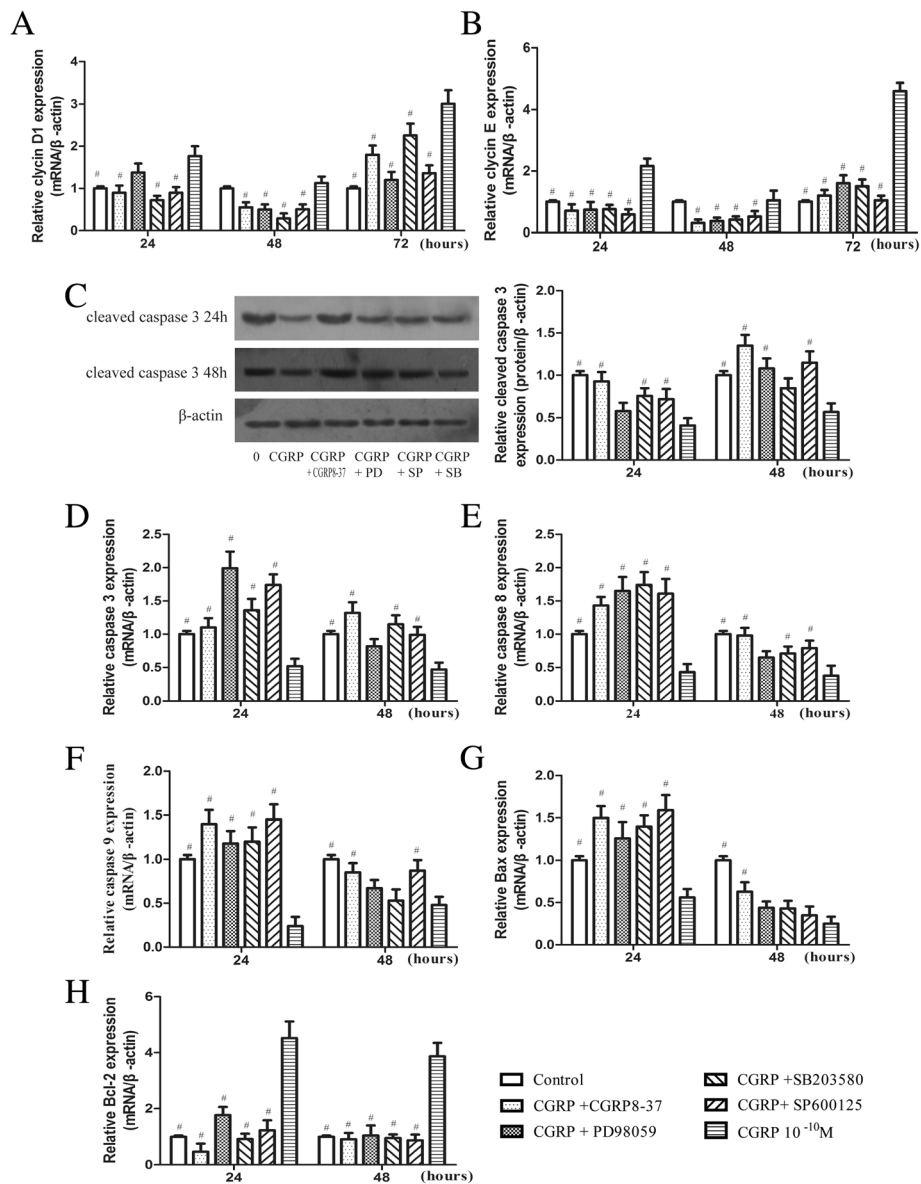 A
Relative clycin D1 expression
(mRNA/β -actin)
4
3
2
1
0
# # # # #
# # # #
# # # # #
24 48 72 (hours)
B
Relative clycin E expression
(mRNA/β -actin)
6
4
2
0
# # # # #
# # # #
# # # # #
24 48 72 (hours)
C
cleaved caspase 3 24h
cleaved caspase 3 48h
β-actin
0 CGRP CGRP CGRP CGRP CGRP
+CGRP8-37 + PD + SP + SB
Relative cleaved caspase 3
expression (protein/β -actin)
2.0
1.5
1.0
0.5
0.0
# # # #
# # # #
24 48
D
Relative caspase 3 expression
(mRNA/β -actin)
2.5
2.0
1.5
1.0
0.5
0.0
# # # # #
# # # #
24 48 (hours)
E
Relative caspase 8 expression
(mRNA/β -actin)
2.5
2.0
1.5
1.0
0.5
0.0
# # # # #
# # # #
24 48 (hours)
F
Relative caspase 9 expression
(mRNA/β -actin)
2.0
1.5
1.0
0.5
0.0
# # # # #
# # #
24 48 (hours)
G
Relative Bax expression
(mRNA/β -actin)
2.0
1.5
1.0
0.5
0.0
# # # # #
# #
24 48 (hours)
H
Relative Bcl-2 expression
(mRNA/β -actin)
6
4
2
0
# # # # #
# # # # #
24 48 (hours)
Control
CGRP +CGRP8-37
CGRP + PD98059
CGRP +SB203580
CGRP+ SP600125
CGRP 10 -10M